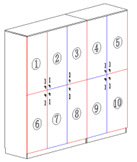 ① ② ③ ④ ⑤
⑥ ⑦ ⑧ ⑨ ⑩